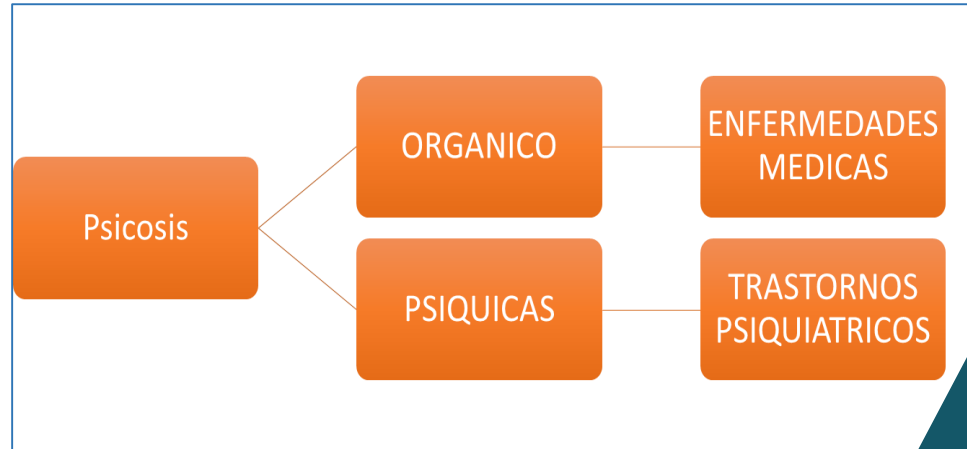 Psicosis
ORGANICO
ENFERMEDADES
MEDICAS
PSIQUICAS
TRASTORNOS
PSIQUIATRICOS